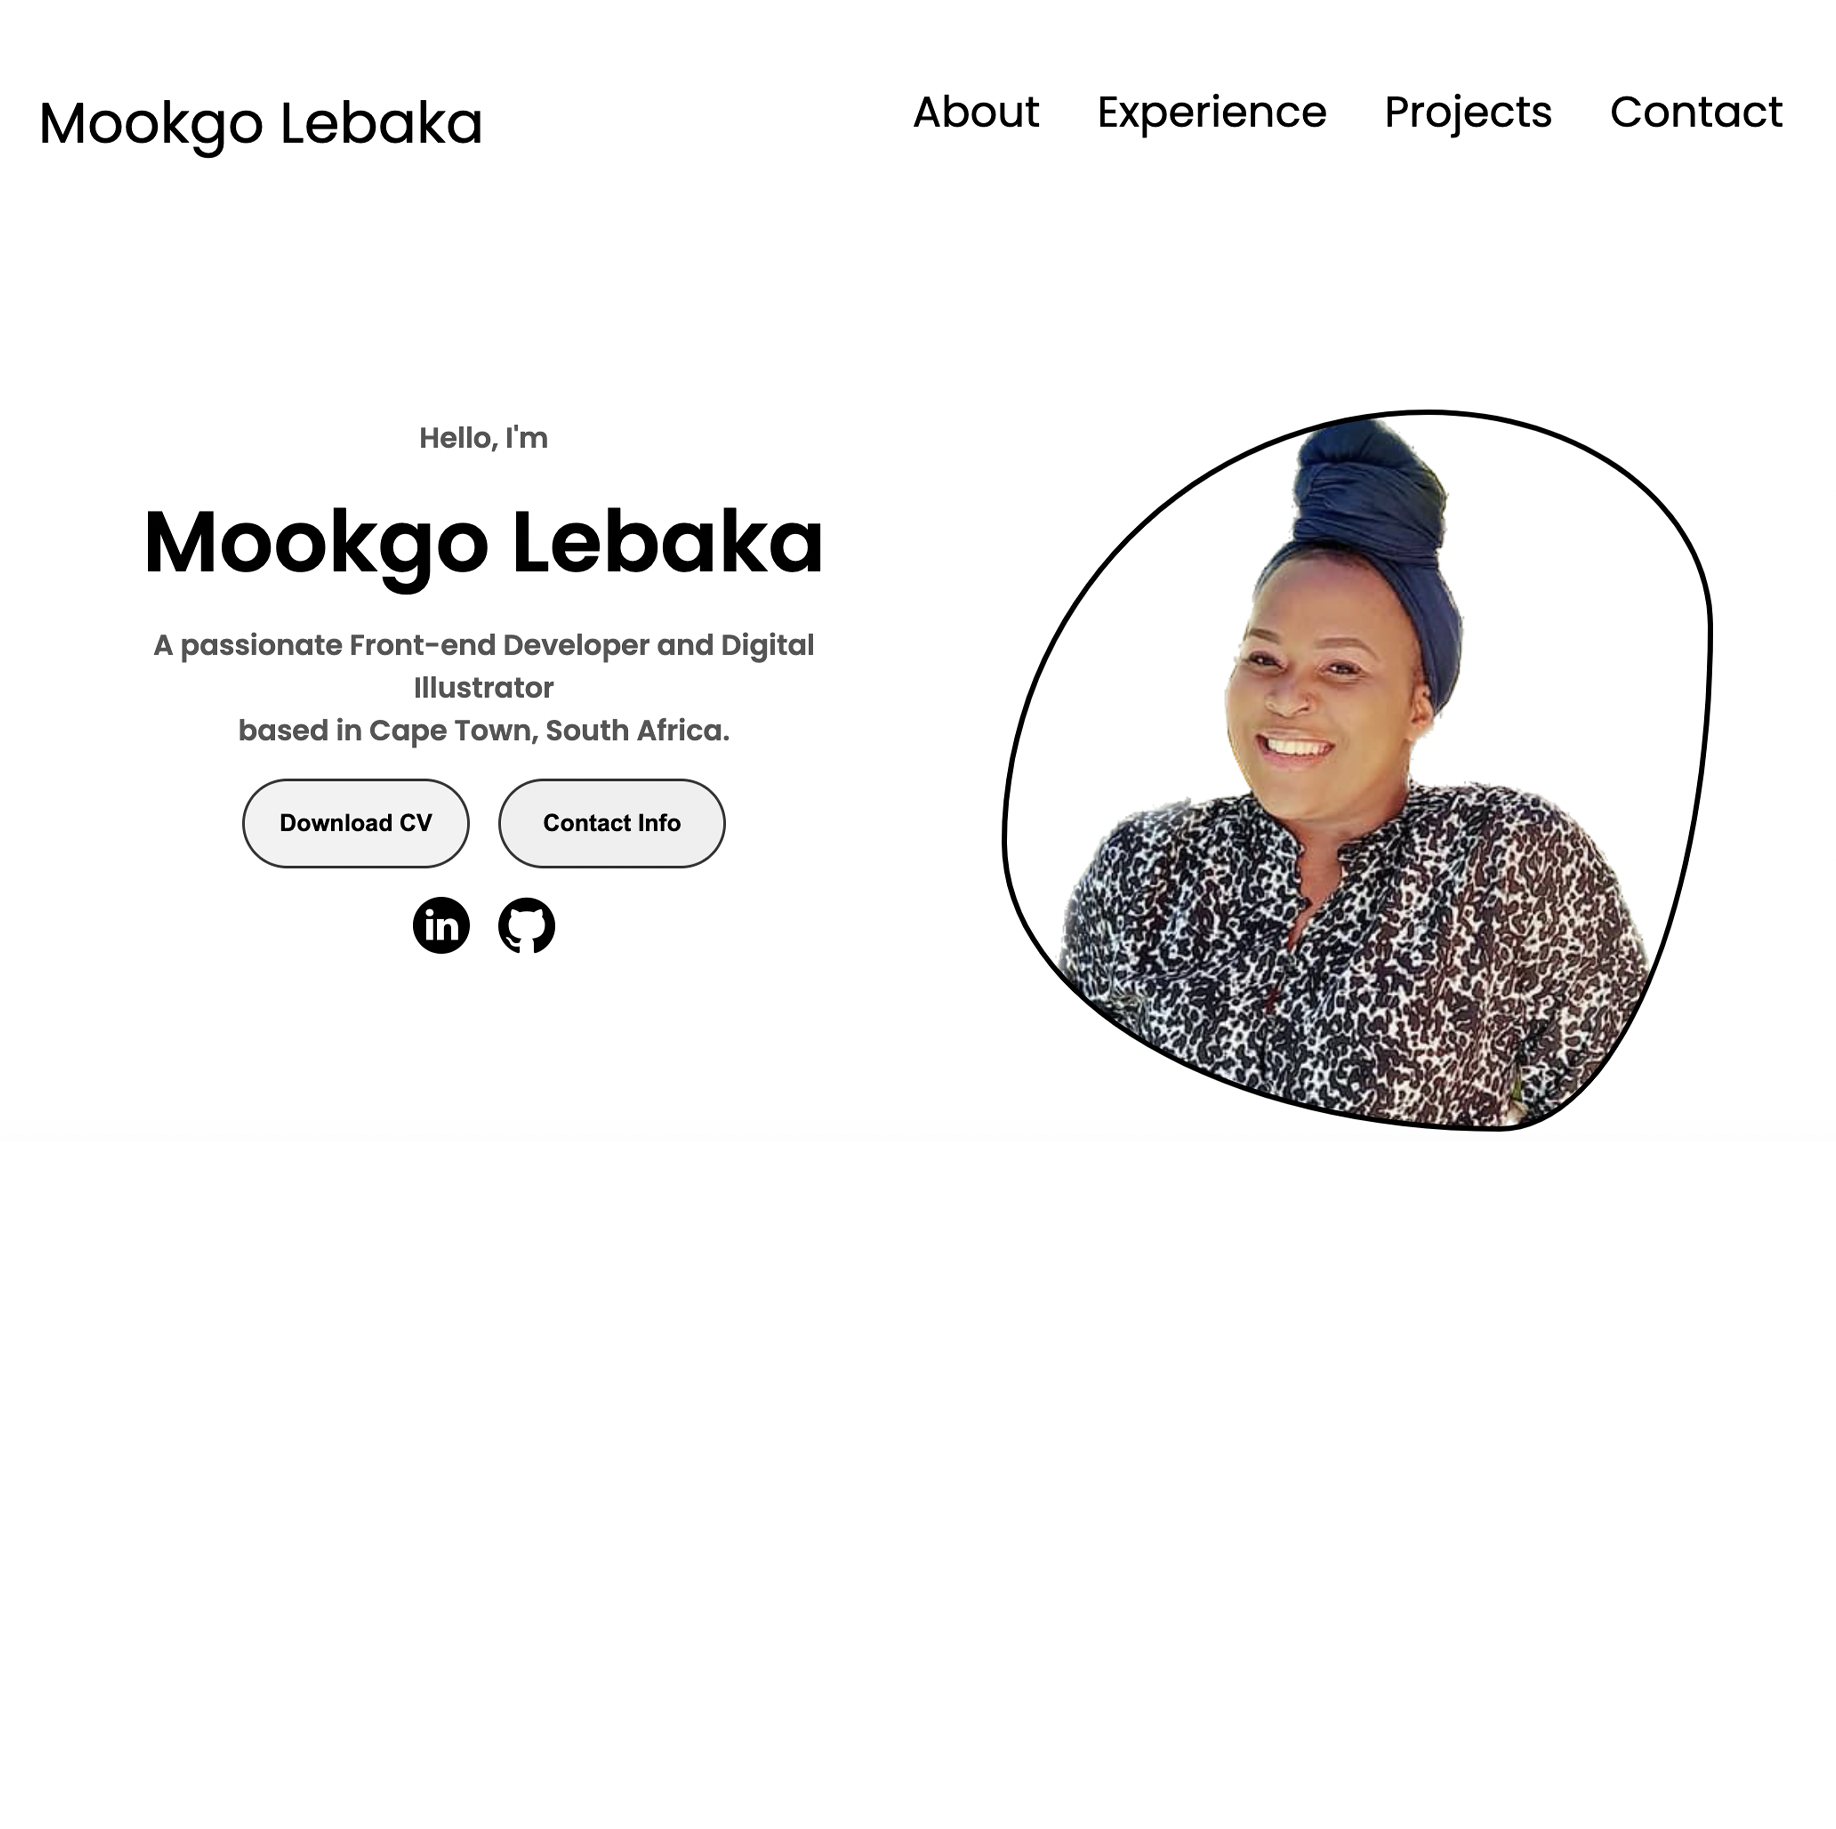 Mookgo Lebaka
About Experience Projects Contact
Hello, I'm
Mookgo Lebaka
A passionate Front-end Developer and Digital
Illustrator
based in Cape Town, South Africa.
Download CV
Contact Info
in